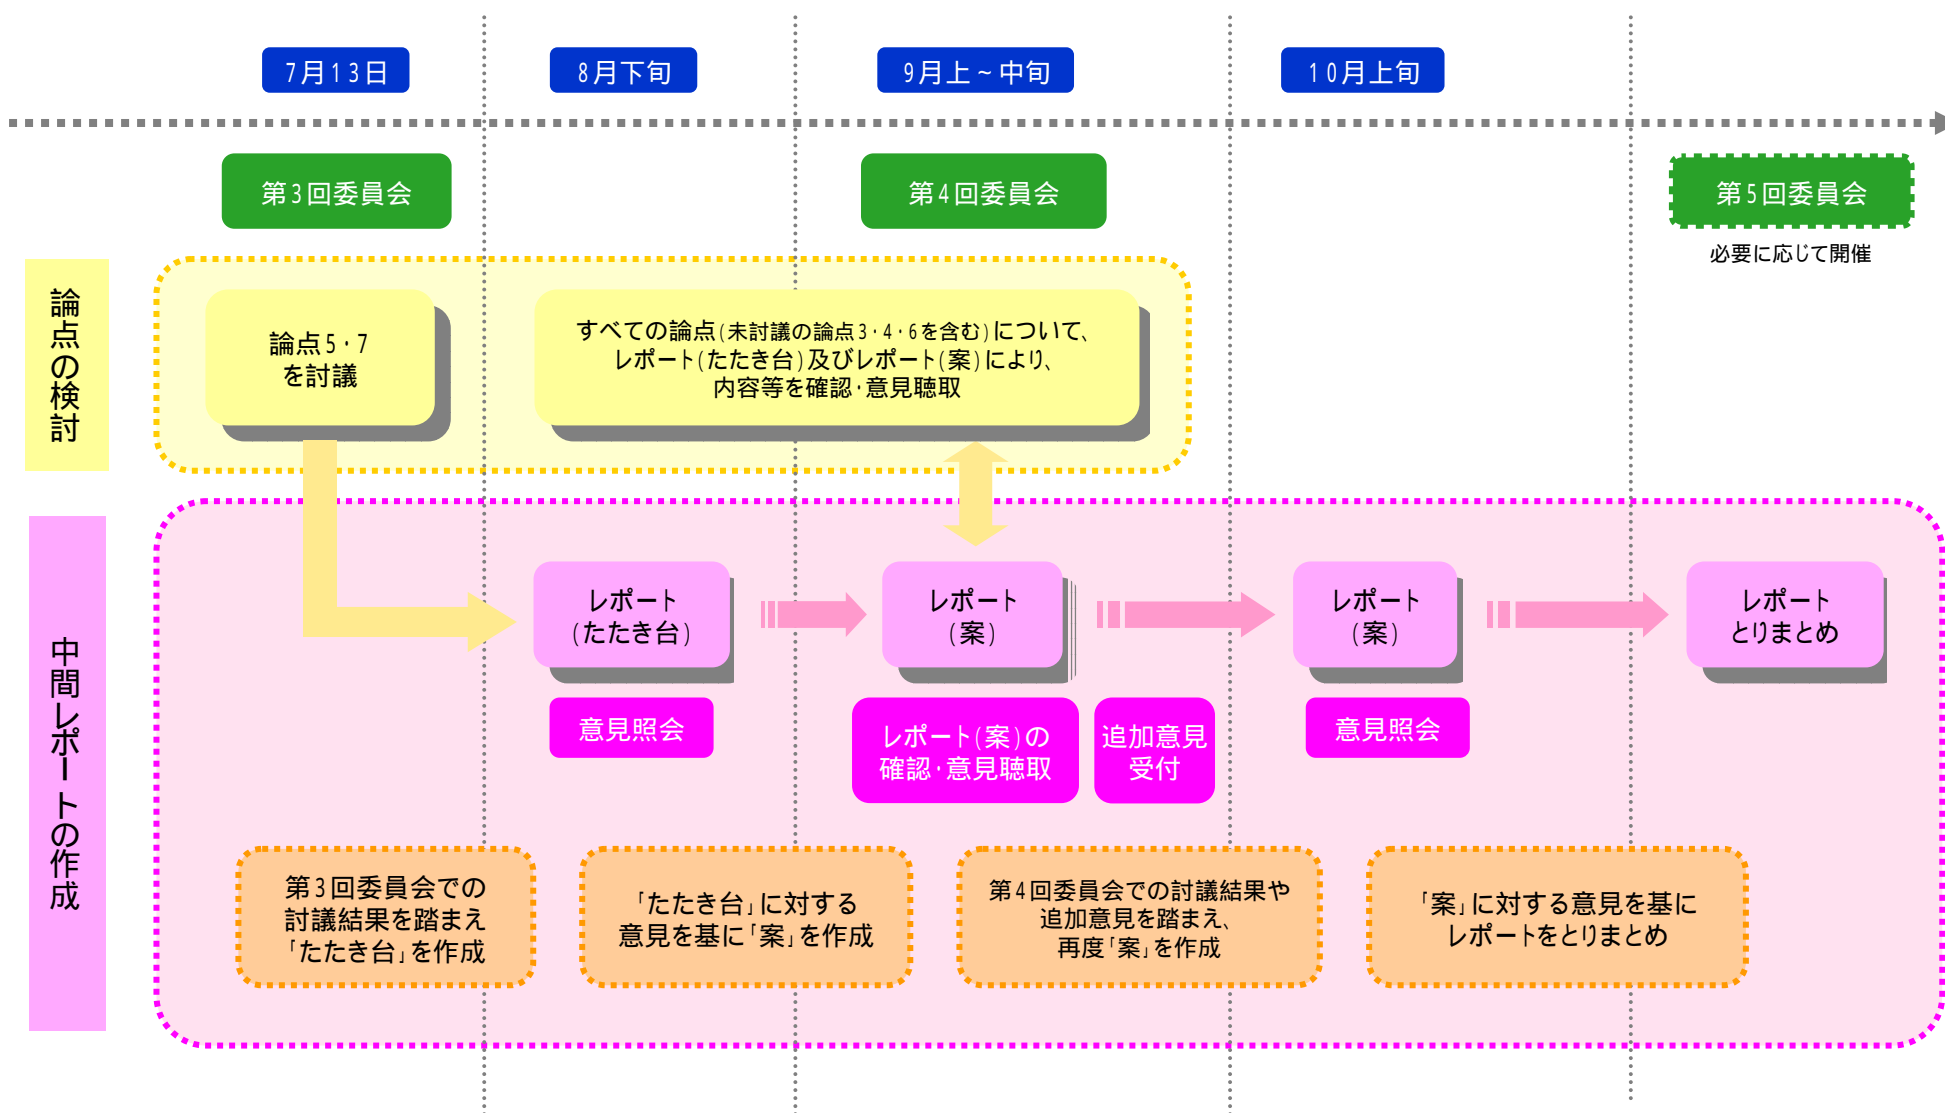 7月13日
8月下旬
9月上~中旬
10月上旬
第3回委員会
第4回委員会
第5回委員会
必要に応じて開催
論点の検討
論点5・7
を討議
すべての論点(未討議の論点3・4・6を含む)について、
レポート(たたき台)及びレポート(案)により、
内容等を確認・意見聴取
中間レポートの作成
レポート
(たたき台)
レポート
(案)
レポート
(案)
レポート
とりまとめ
意見照会
レポート(案)の
確認・意見聴取
追加意見
受付
意見照会
第3回委員会での
討議結果を踏まえ
「たたき台」を作成
「たたき台」に対する
意見を基に「案」を作成
第4回委員会での討議結果や
追加意見を踏まえ、
再度「案」を作成
「案」に対する意見を基に
レポートをとりまとめ